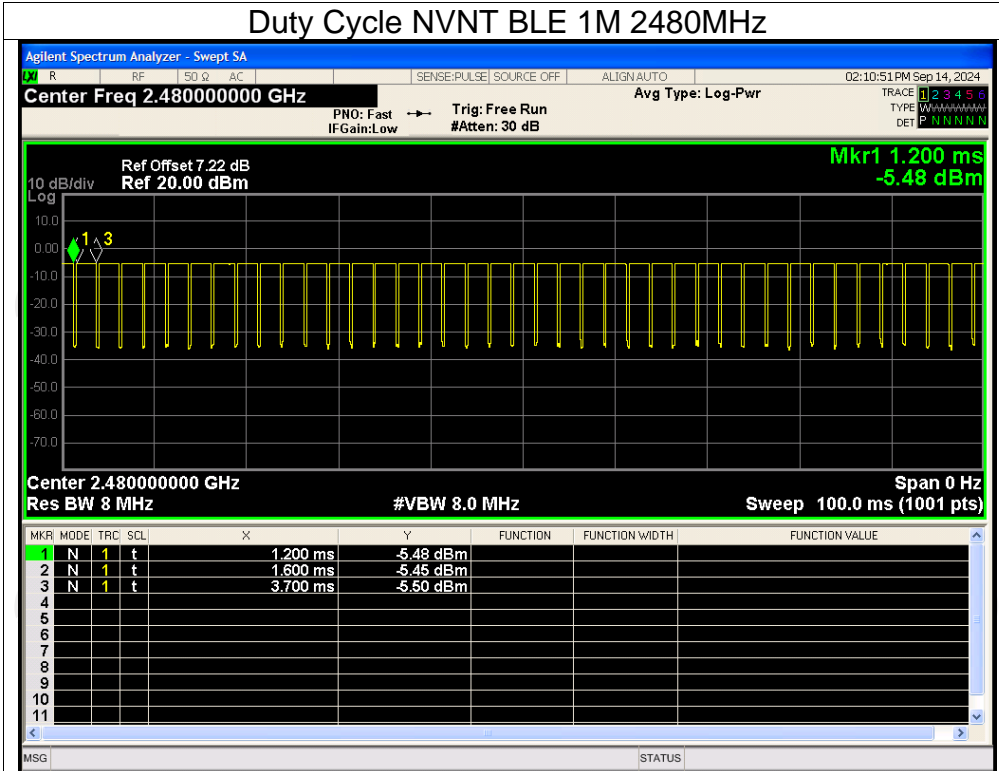 Duty Cycle NVNT BLE 1M 2480MHz
Agilent Spectrum Analyzer - Swept SA
LXI R RF 50 Ω AC SENSE:PULSE SOURCE OFF ALIGN AUTO 02:10:51 PM Sep 14, 2024
Center Freq 2.480000000 GHz Avg Type: Log-Pwr TRACE 1 2 3 4 5 6
PNO: Fast Trig: Free Run TYPE WWWWWWW
IFGain:Low #Atten: 30 dB DET P N N N N N
Mkr1 1.200 ms
Ref Offset 7.22 dB -5.48 dBm
10 dB/div Ref 20.00 dBm
Log
10.0
1 3
0.00
-10.0
-20.0
-30.0
-40.0
-50.0
-60.0
-70.0
Center 2.480000000 GHz Span 0 Hz
Res BW 8 MHz #VBW 8.0 MHz Sweep 100.0 ms (1001 pts)
MKR MODE TRC SCL X Y FUNCTION FUNCTION WIDTH FUNCTION VALUE
1 N 1 t 1.200 ms -5.48 dBm
2 N 1 t 1.600 ms -5.45 dBm
3 N 1 t 3.700 ms -5.50 dBm
4
5
6
7
8
9
10
11
MSG STATUS